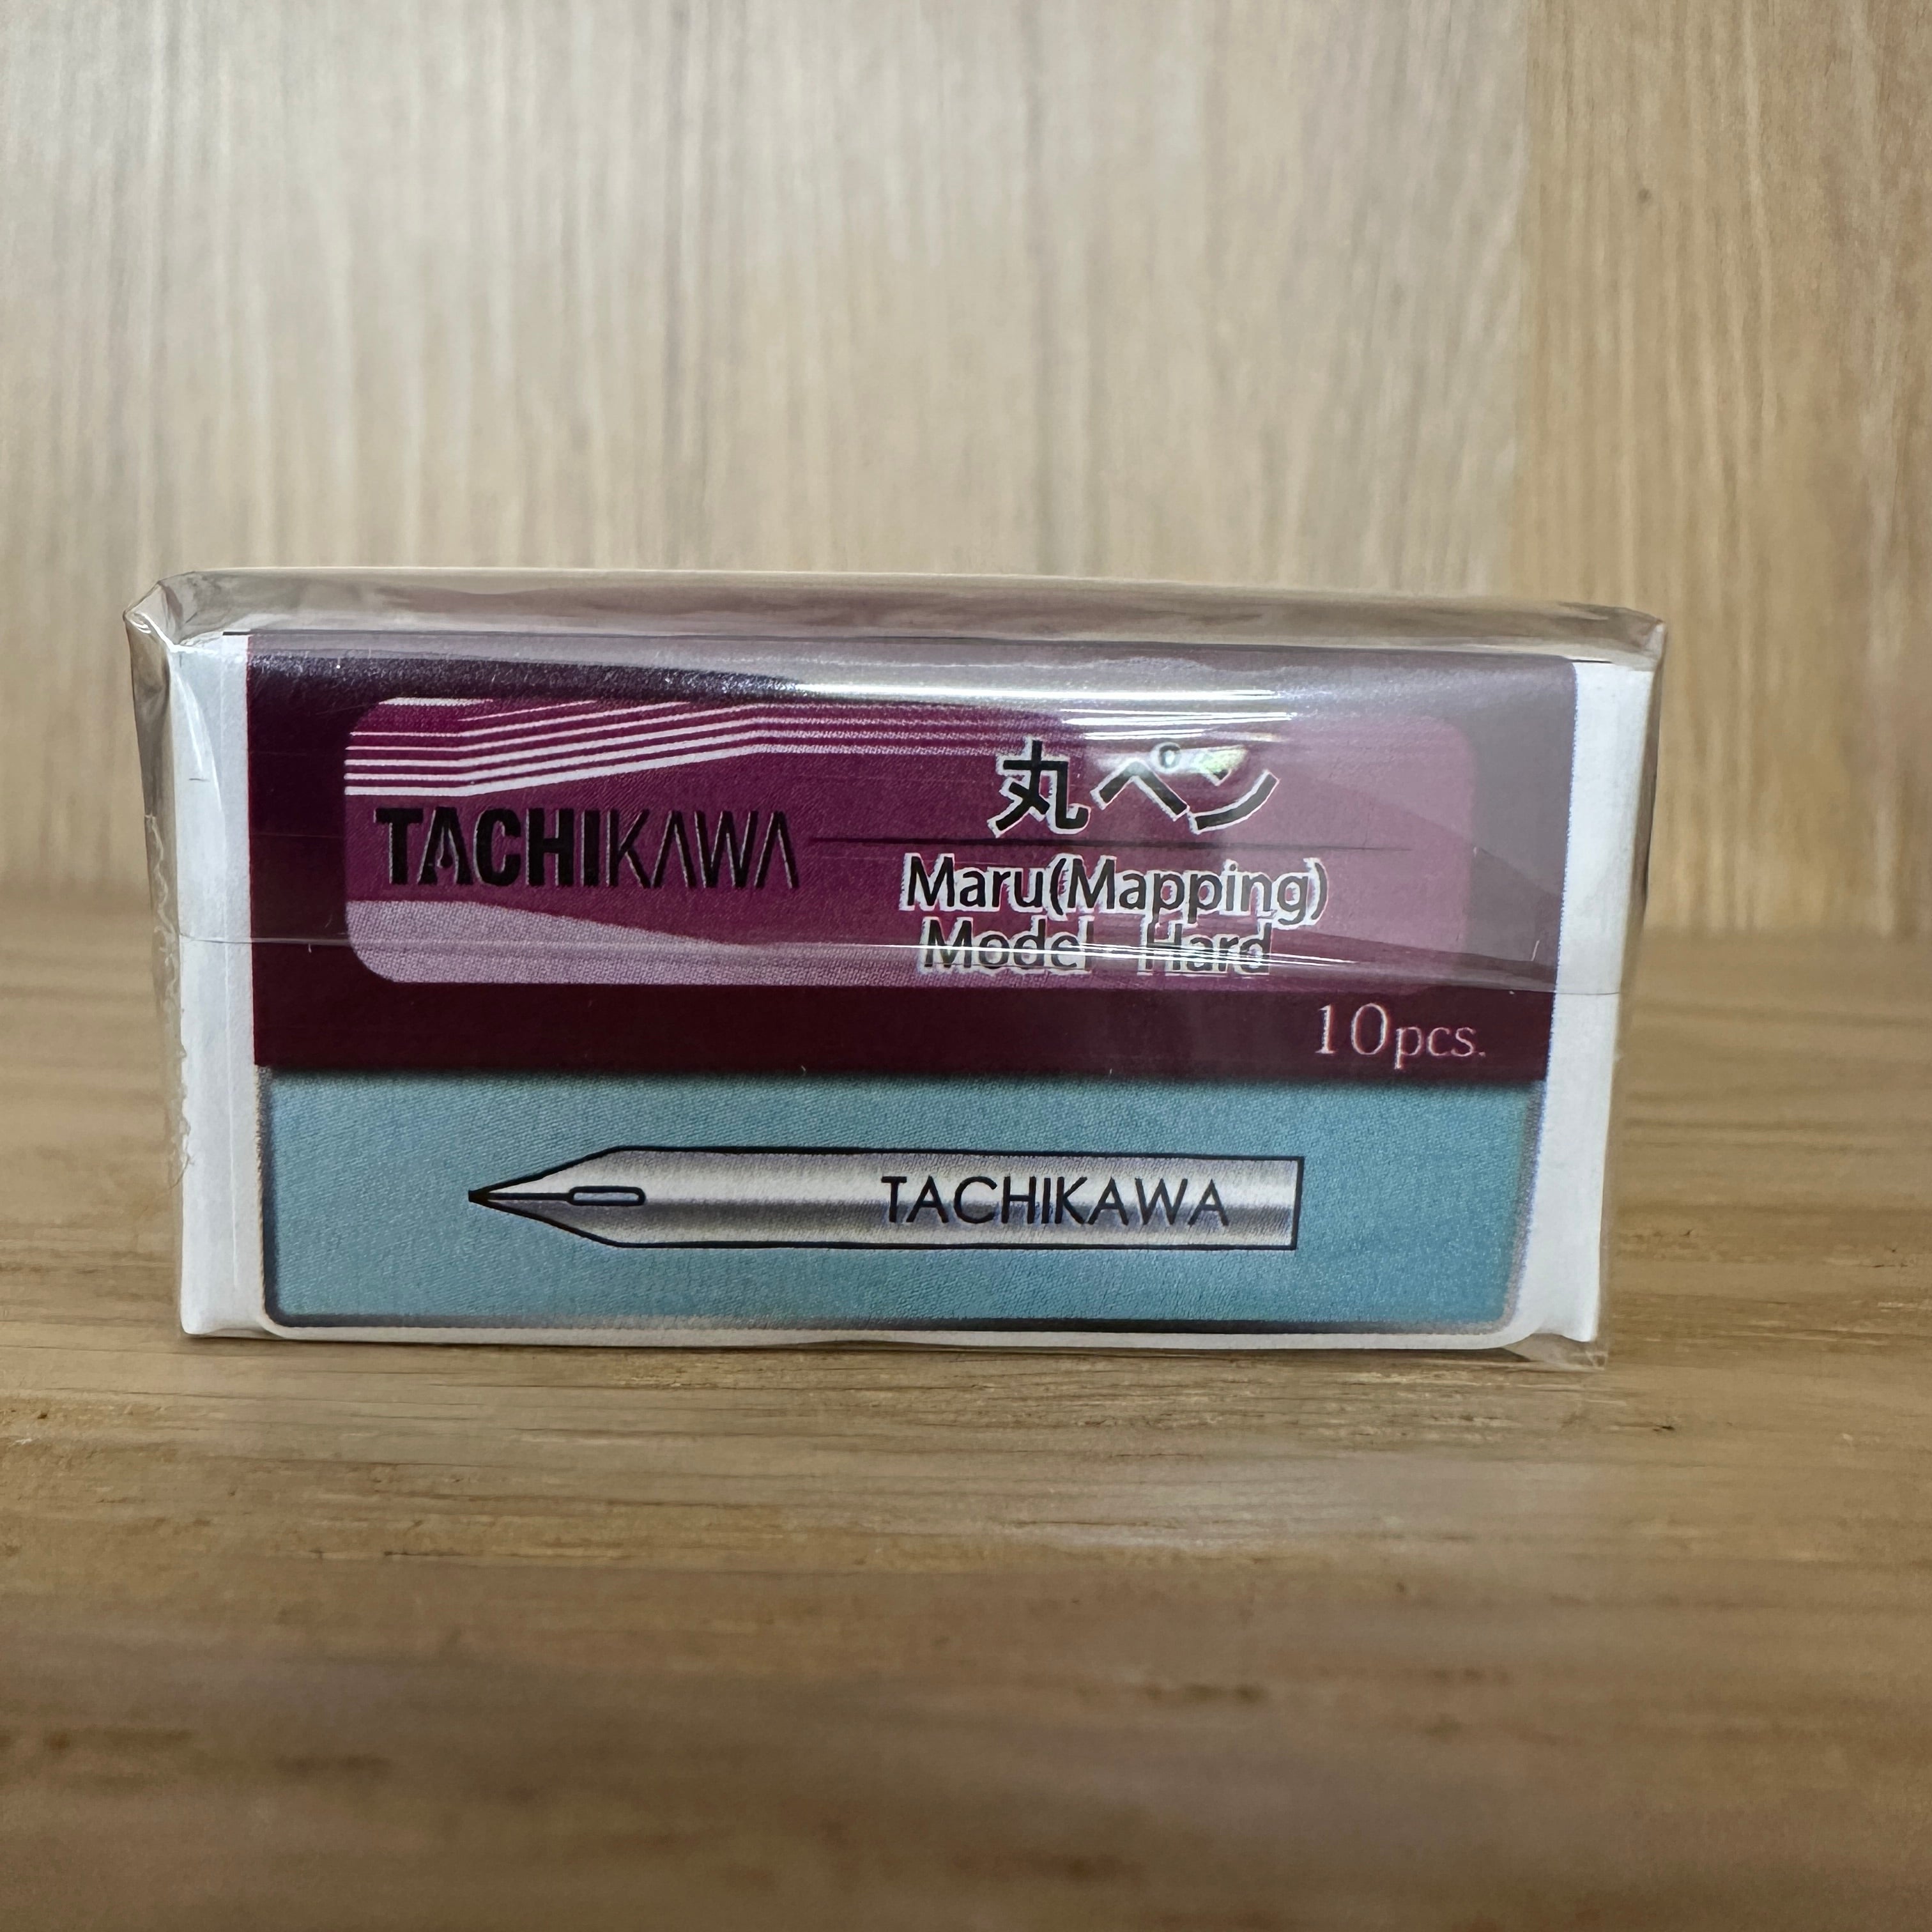 TACHIKAWA
丸ペン
Maru(Mapping)
Model Hard
10pcs.
TACHIKAWA